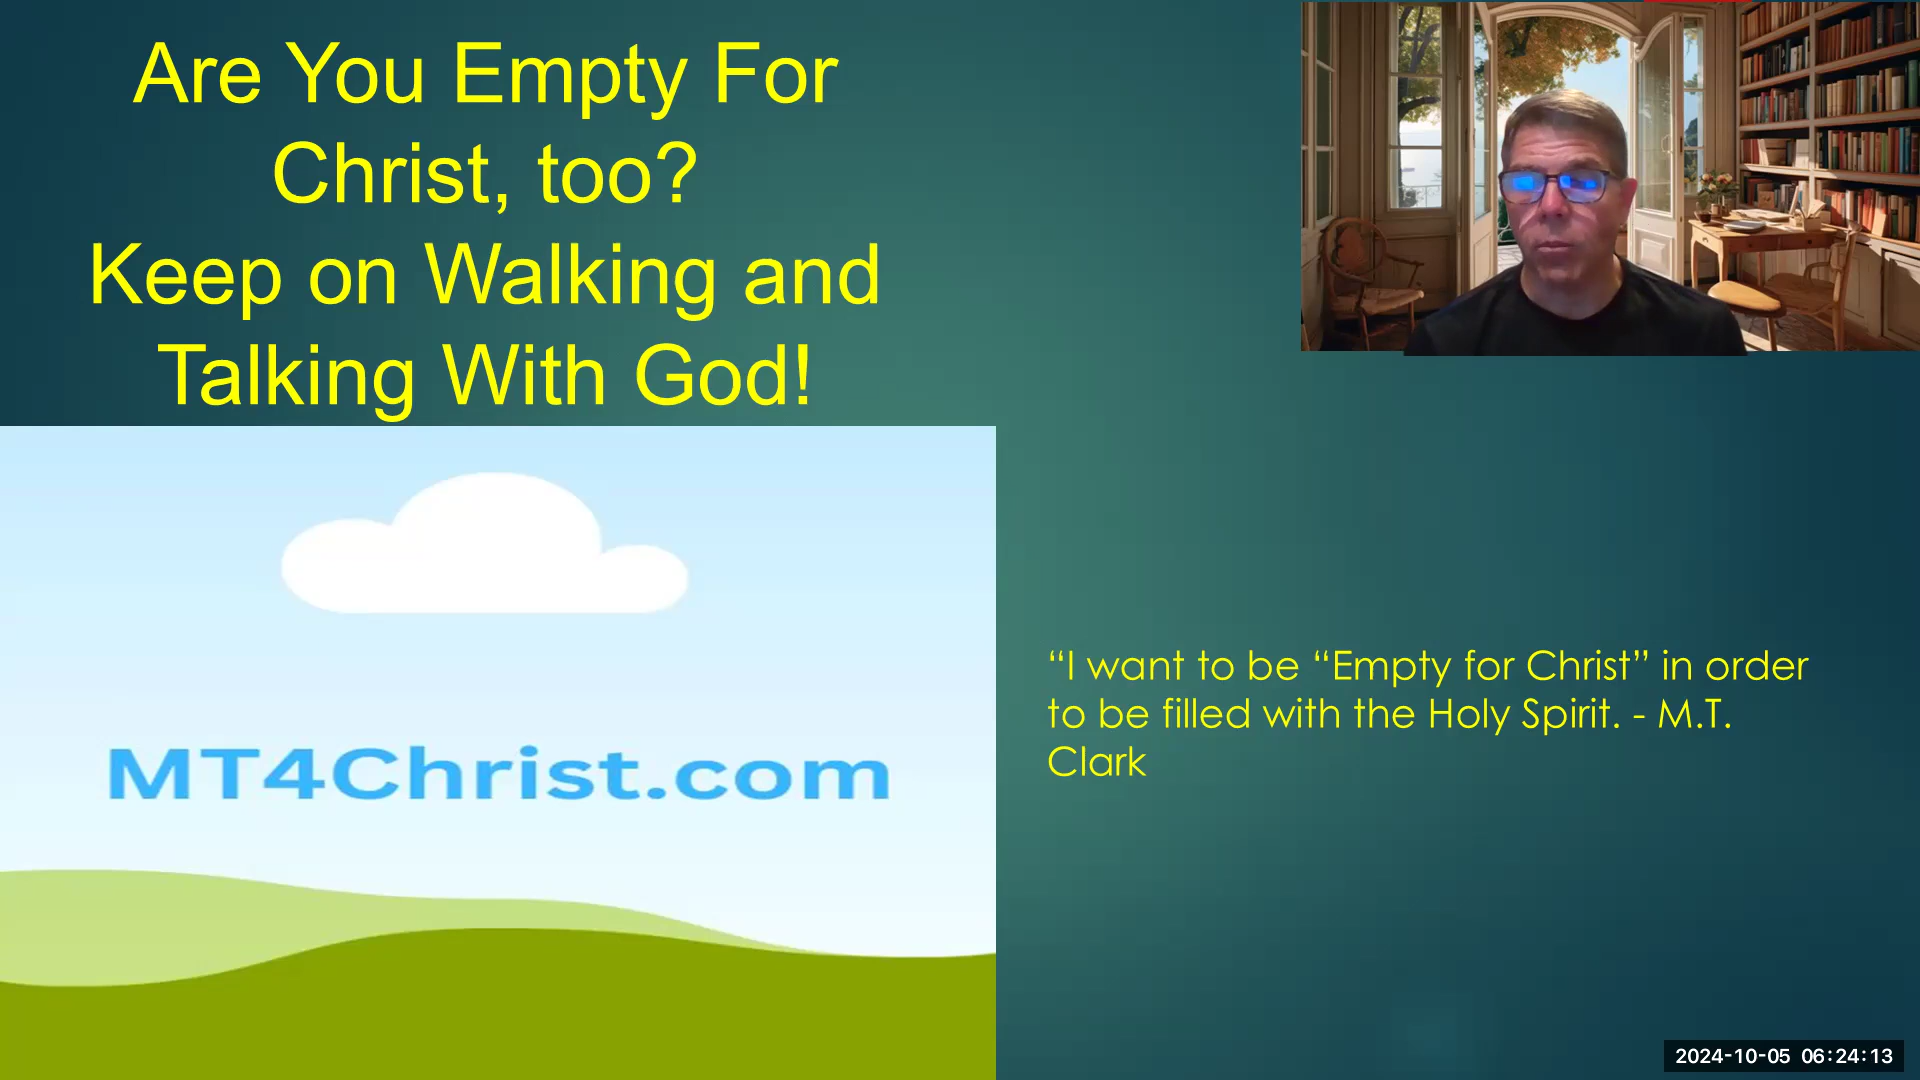 Are You Empty For
Christ, too?
Keep on Walking and
Talking With God!
MT4Christ.com
“I want to be “Empty for Christ” in order
to be filled with the Holy Spirit. - M.T.
Clark
2024-10-05 06:24:13